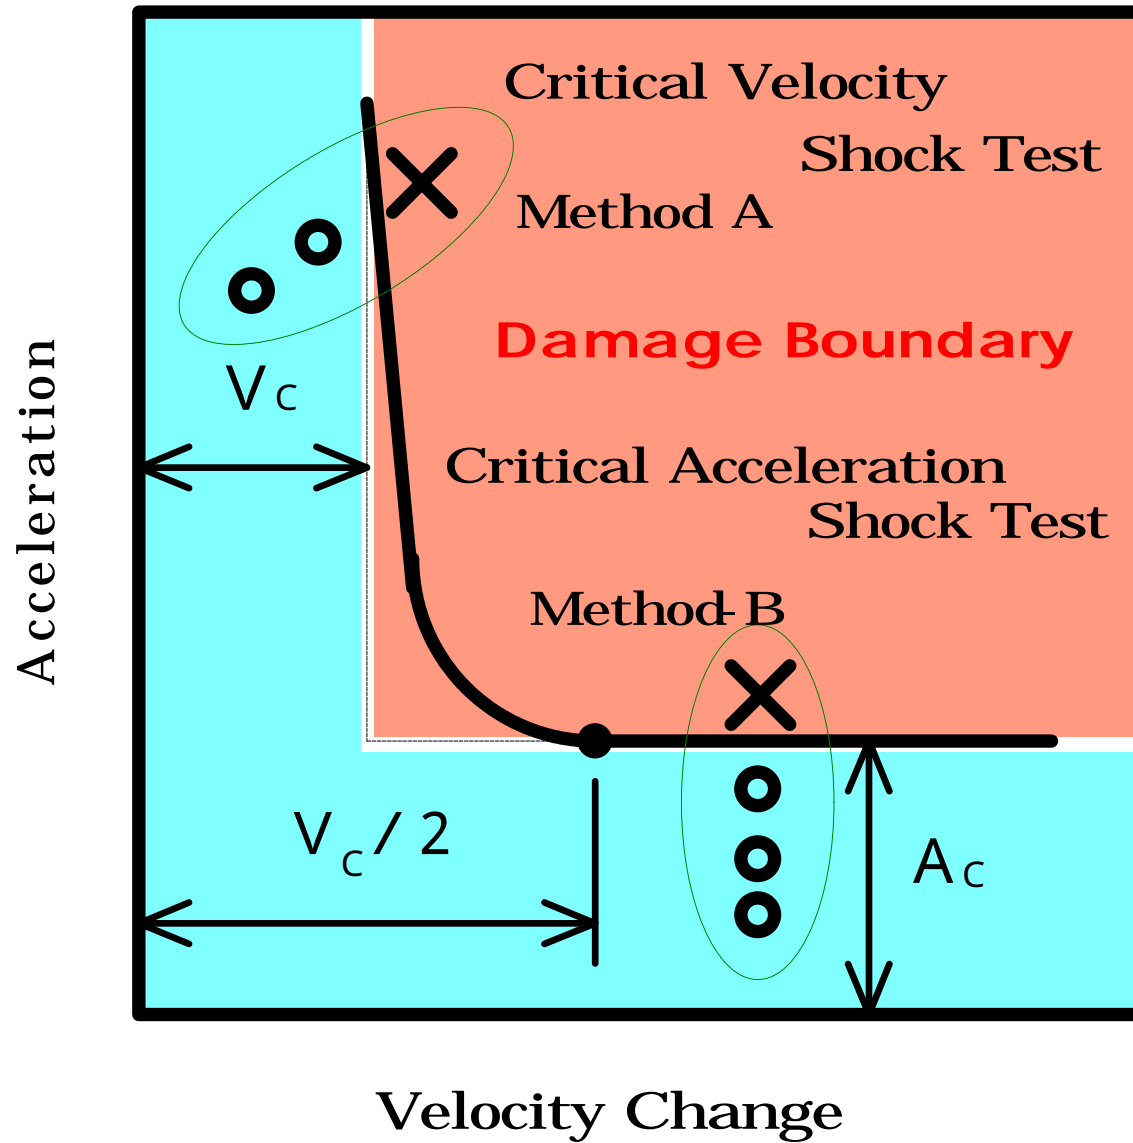 Critical Velocity
Shock Test
Method A
Damage Boundary
VC
Critical Acceleration
Shock Test
Method-B
VC/2
AC
Acceleration
Velocity Change